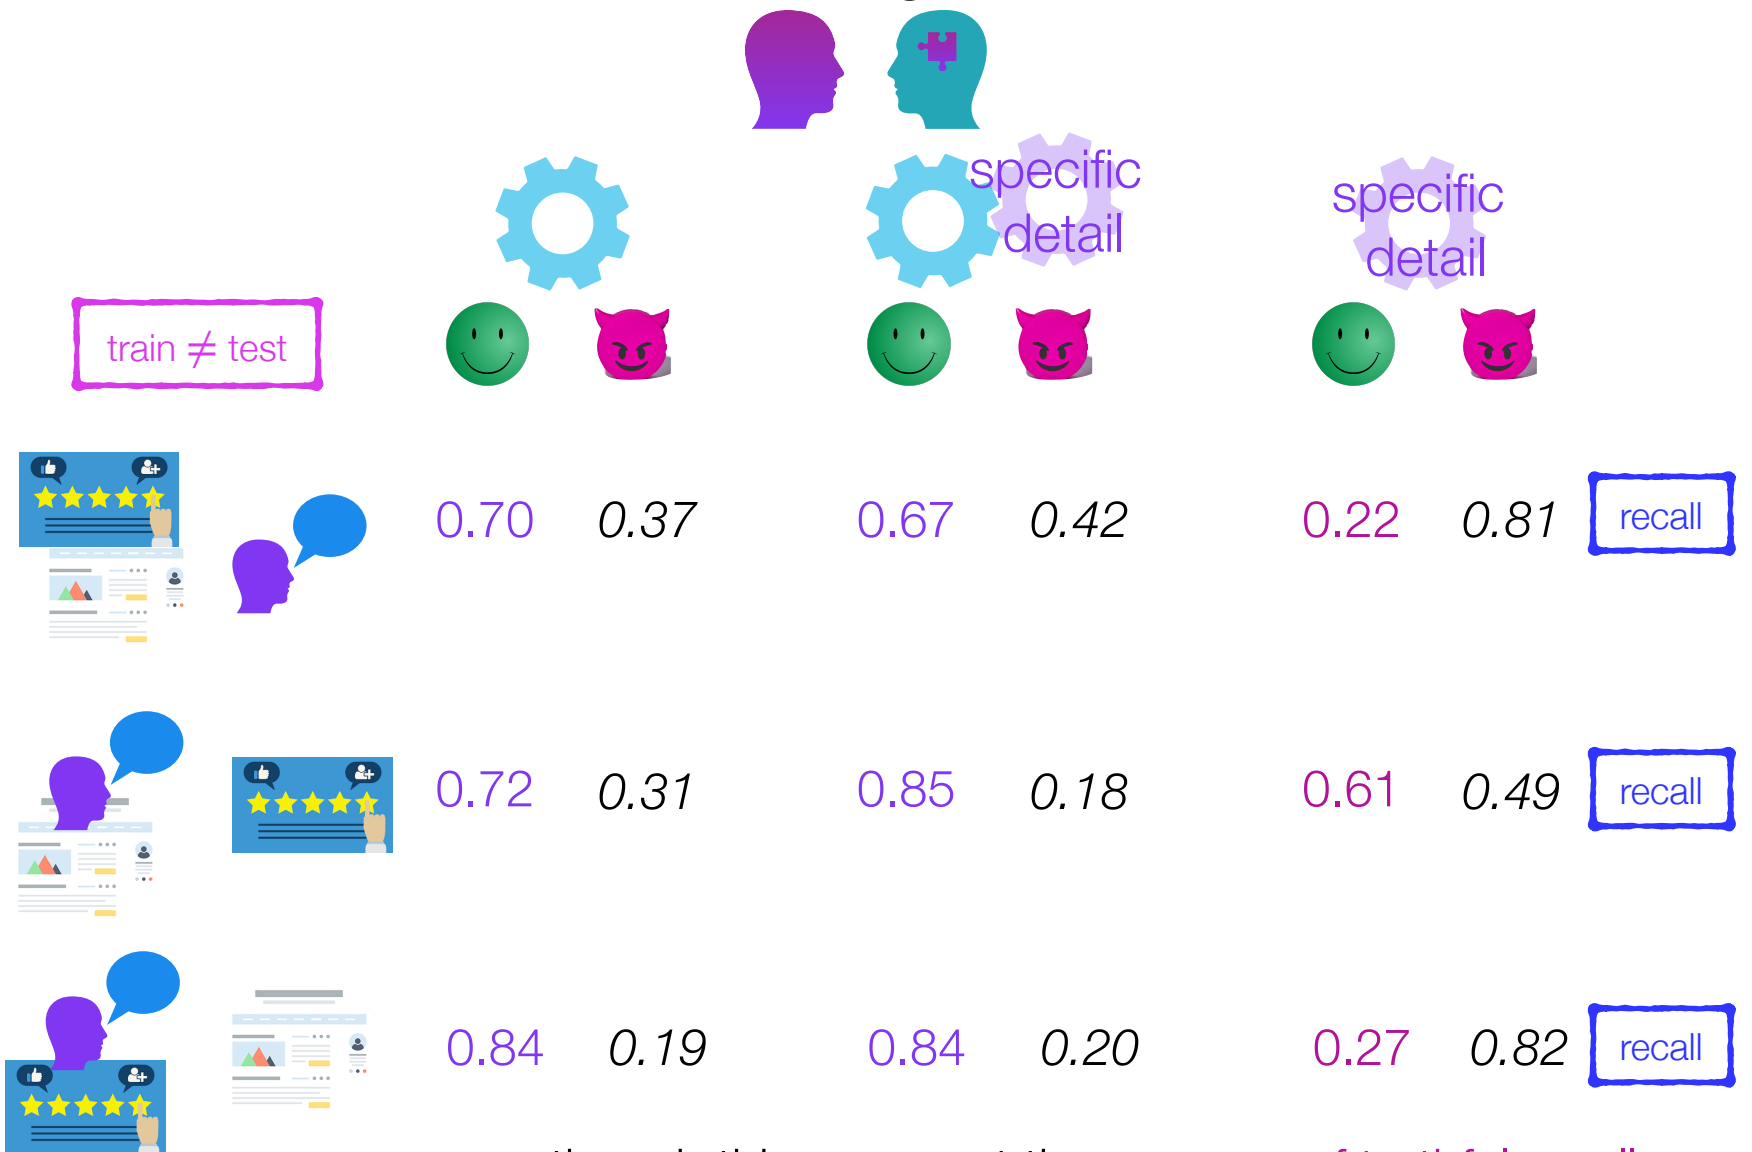 specific
detail
specific
detail
train ≠ test
0.70 0.37 0.67 0.42 0.22 0.81 recall
0.72 0.31 0.85 0.18 0.61 0.49 recall
0.84 0.19 0.84 0.20 0.27 0.82 recall